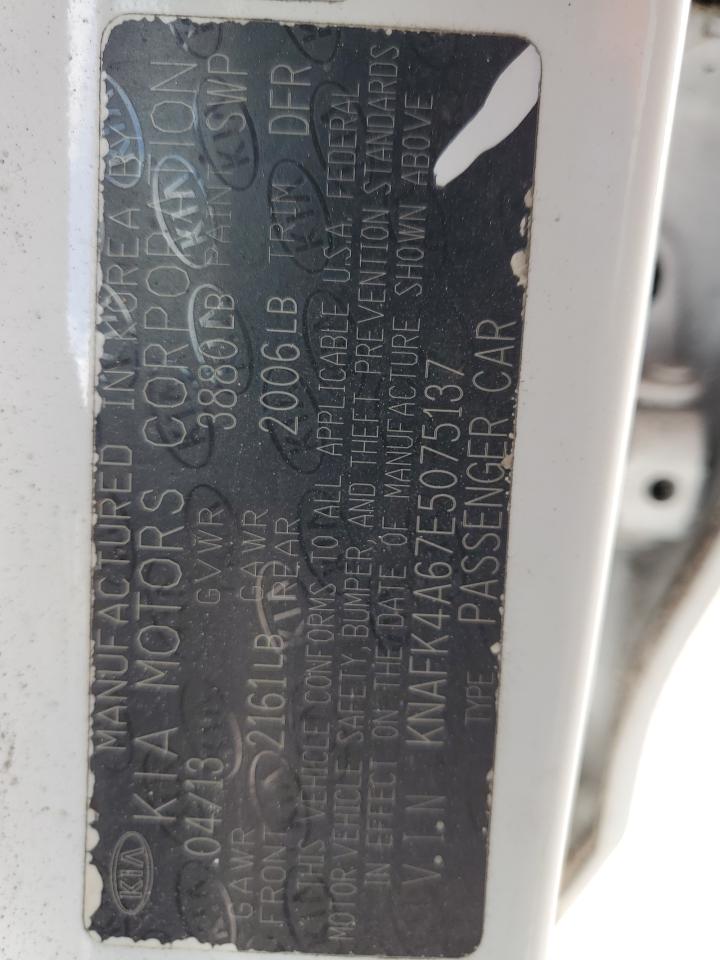 KIA
MANUFACTURED IN KOREA BY
KIA MOTORS CORPORATION
04/13 GVWR 3880LB PAINT SWP
GAWR GAWR
FRONT 2161LB REAR 2006LB TRIM DFR
THIS VEHICLE CONFORMS TO ALL APPLICABLE U.S.A. FEDERAL
MOTOR VEHICLE SAFETY, BUMPER, AND THEFT PREVENTION STANDARDS
IN EFFECT ON THE DATE OF MANUFACTURE SHOWN ABOVE
V.I.N KNAFK4A67E5075137
TYPE PASSENGER CAR